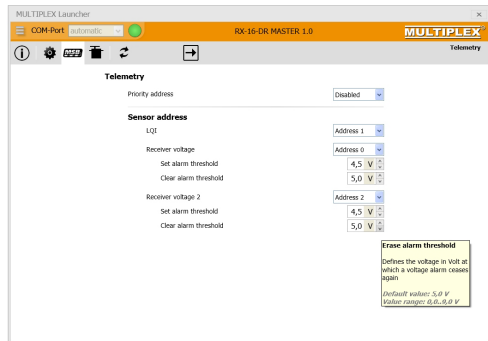 MULTIPLEX Launcher
COM-Port automatic RX-16-DR MASTER 1.0 MULTIPLEX
MSB Telemetry
Telemetry
Priority address Disabled
Sensor address
LQI Address 1
Receiver voltage Address 0
Set alarm threshold 4,5 V
Clear alarm threshold 5,0 V
Receiver voltage 2 Address 2
Set alarm threshold 4,5 V
Clear alarm threshold 5,0 V
Erase alarm threshold
Defines the voltage in Volt at
which a voltage alarm ceases
again
Default value: 5,0 V
Value range: 0,0..9,0 V